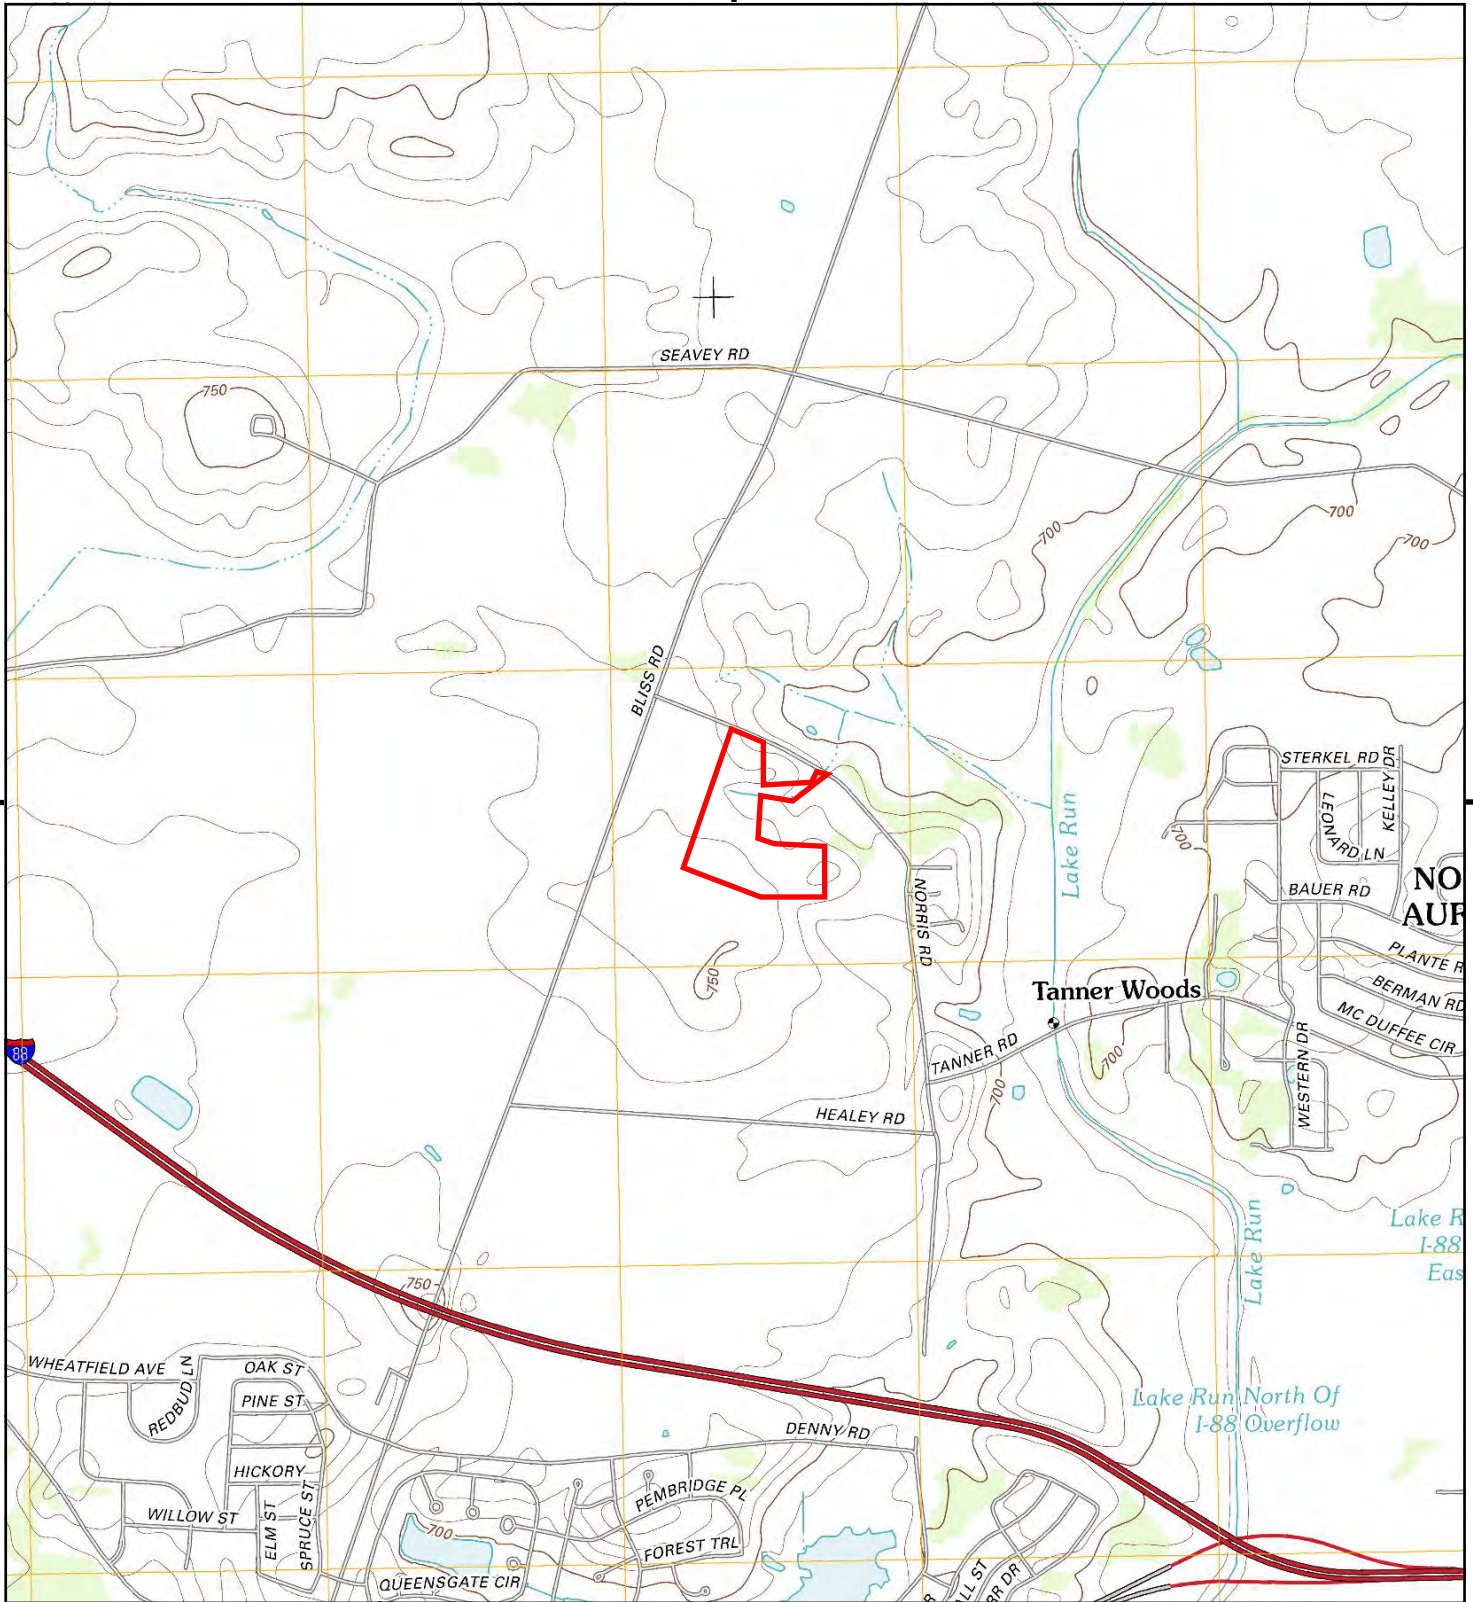 SEAVEY RD
750
700
700
700
BLISS RD
STERKEL RD
KELLEY DR
LEONARD LN
Lake Run
700
BAUER RD
NO
AUR
NORRIS RD
PLANTE R
750
Tanner Woods
BERMAN RD
MC DUFFEE CIR
88
TANNER RD
700
700
WESTERN DR
HEALEY RD
Lake R
I-88
Eas
Lake Run
750
WHEATFIELD AVE
REDBUD LN
OAK ST
PINE ST
Lake Run North Of
I-88 Overflow
DENNY RD
HICKORY
PEMBRIDGE PL
WILLOW ST
ELM ST
SPRUCE ST
700
FOREST TRL
QUEENSGATE CIR
R
ALL ST
RR DR